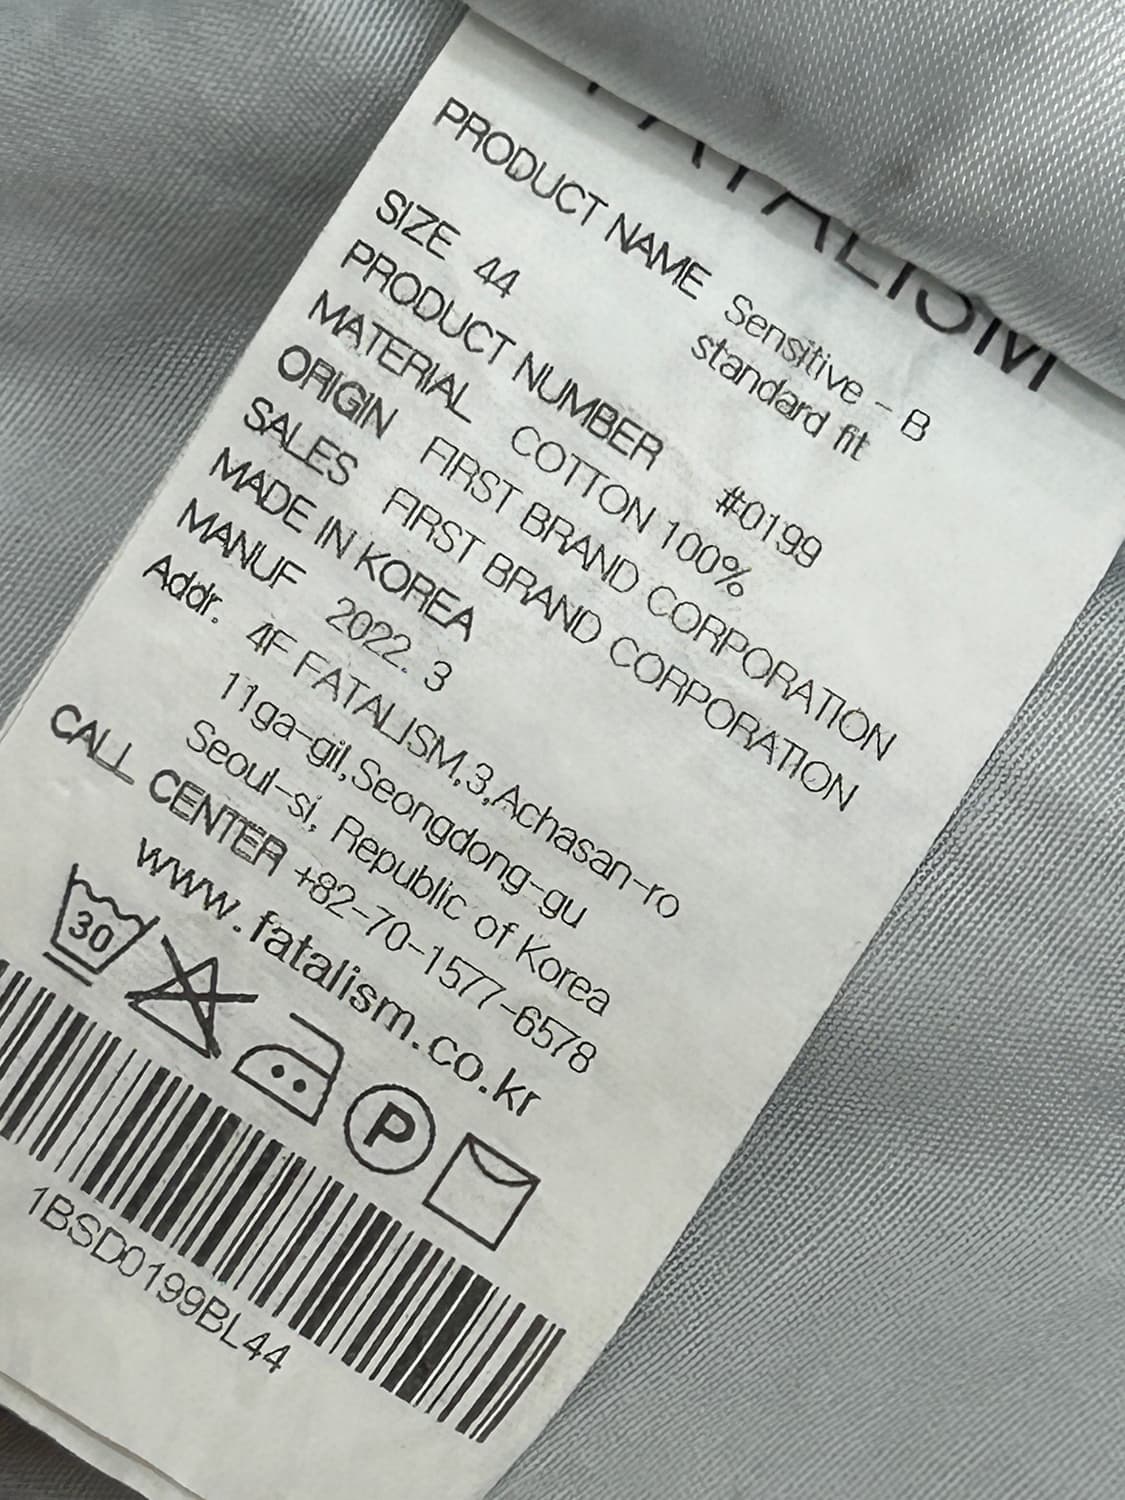 FATALISM
PRODUCT NAME Sensitive - B
standard fit
SIZE 44
PRODUCT NUMBER #0199
MATERIAL COTTON 100%
ORIGIN FIRST BRAND CORPORATION
SALES FIRST BRAND CORPORATION
MADE IN KOREA
MANUF 2022. 3
Addr. 4F FATALISM,3,Achasan-ro
11ga-gil,Seongdong-gu
Seoul-si, Republic of Korea
CALL CENTER +82-70-1577-6578
www.fatalism.co.kr
30 P
1BSD0199BL44